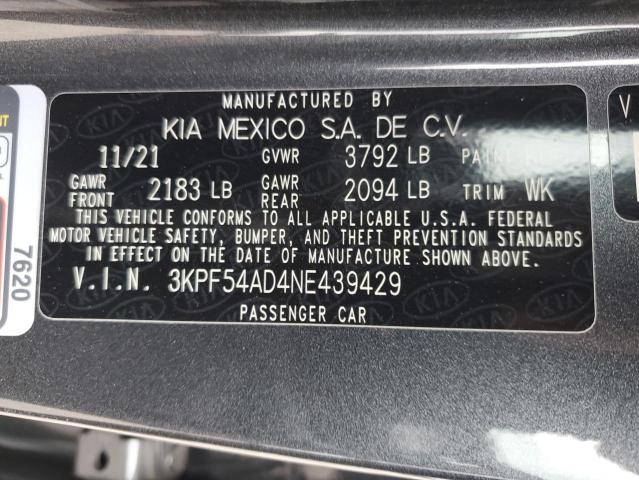 MANUFACTURED BY
KIA MEXICO S.A. DE C.V.
11/21 GVWR 3792 LB
GAWR FRONT 2183 LB GAWR REAR 2094 LB TRIM WK
THIS VEHICLE CONFORMS TO ALL APPLICABLE U.S.A. FEDERAL
MOTOR VEHICLE SAFETY, BUMPER, AND THEFT PREVENTION STANDARDS
IN EFFECT ON THE DATE OF MANUFACTURE SHOWN ABOVE.
V.I.N. 3KPF54AD4NE439429
PASSENGER CAR
7620